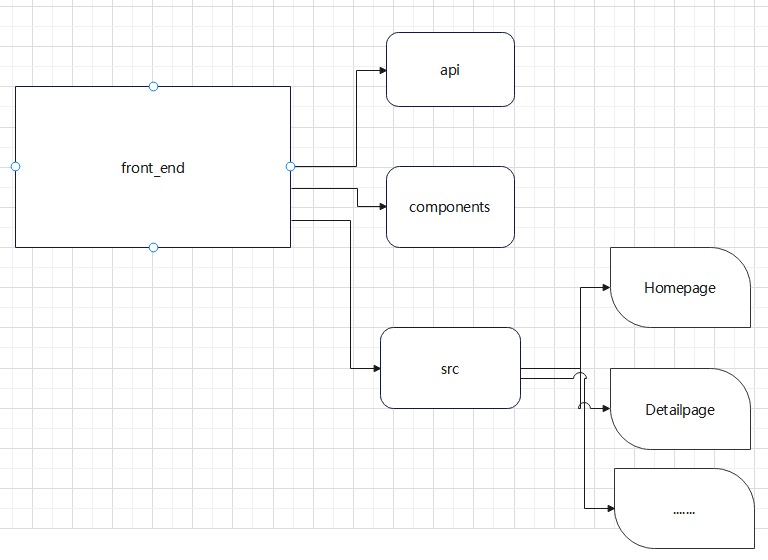 api
front_end
components
Homepage
src
Detailpage
.......